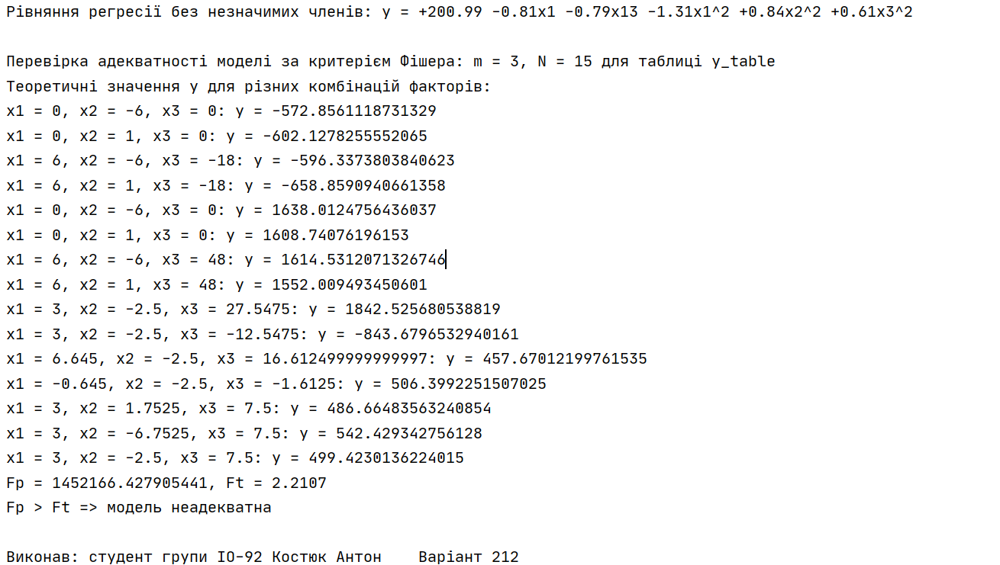 Рівняння регресії без незначимих членів: y = +200.99 -0.81x1 -0.79x13 -1.31x1^2 +0.84x2^2 +0.61x3^2
Перевірка адекватності моделі за критерієм Фішера: m = 3, N = 15 для таблиці y_table
Теоретичні значення y для різних комбінацій факторів:
x1 = 0, x2 = -6, x3 = 0: y = -572.8561118731329
x1 = 0, x2 = 1, x3 = 0: y = -602.1278255552065
x1 = 6, x2 = -6, x3 = -18: y = -596.3373803840623
x1 = 6, x2 = 1, x3 = -18: y = -658.8590940661358
x1 = 0, x2 = -6, x3 = 0: y = 1638.0124756436037
x1 = 0, x2 = 1, x3 = 0: y = 1608.74076196153
x1 = 6, x2 = -6, x3 = 48: y = 1614.5312071326746
x1 = 6, x2 = 1, x3 = 48: y = 1552.009493450601
x1 = 3, x2 = -2.5, x3 = 27.5475: y = 1842.525680538819
x1 = 3, x2 = -2.5, x3 = -12.5475: y = -843.6796532940161
x1 = 6.645, x2 = -2.5, x3 = 16.612499999999997: y = 457.67012199761535
x1 = -0.645, x2 = -2.5, x3 = -1.6125: y = 506.3992251507025
x1 = 3, x2 = 1.7525, x3 = 7.5: y = 486.66483563240854
x1 = 3, x2 = -6.7525, x3 = 7.5: y = 542.429342756128
x1 = 3, x2 = -2.5, x3 = 7.5: y = 499.4230136224015
Fp = 1452166.427905441, Ft = 2.2107
Fp > Ft => модель неадекватна
Виконав: студент групи ІО-92 Костюк Антон    Варіант 212